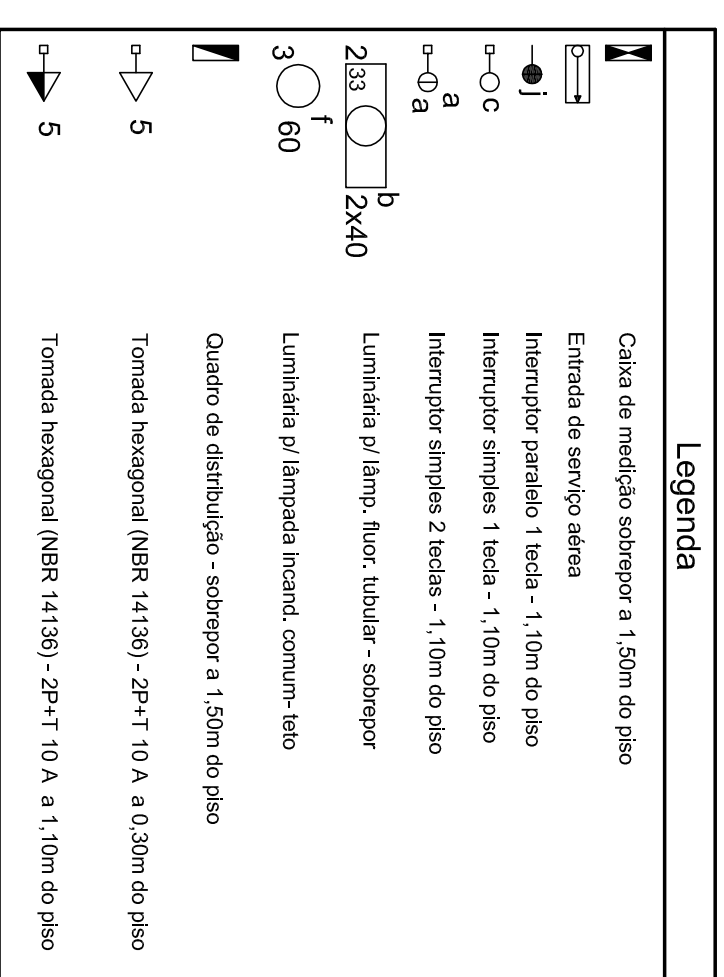 Legenda
Caixa de medição sobrepor a 1,50m do piso
Entrada de serviço aérea
j Interruptor paralelo 1 tecla - 1,10m do piso
c Interruptor simples 1 tecla - 1,10m do piso
a a Interruptor simples 2 teclas - 1,10m do piso
2 33 b 2x40 Luminária p/ lâmp. fluor. tubular - sobrepor
3 f 60 Luminária p/ lâmpada incand. comum- teto
Quadro de distribuição - sobrepor a 1,50m do piso
5 Tomada hexagonal (NBR 14136) - 2P+T 10 A a 0,30m do piso
5 Tomada hexagonal (NBR 14136) - 2P+T 10 A a 1,10m do piso